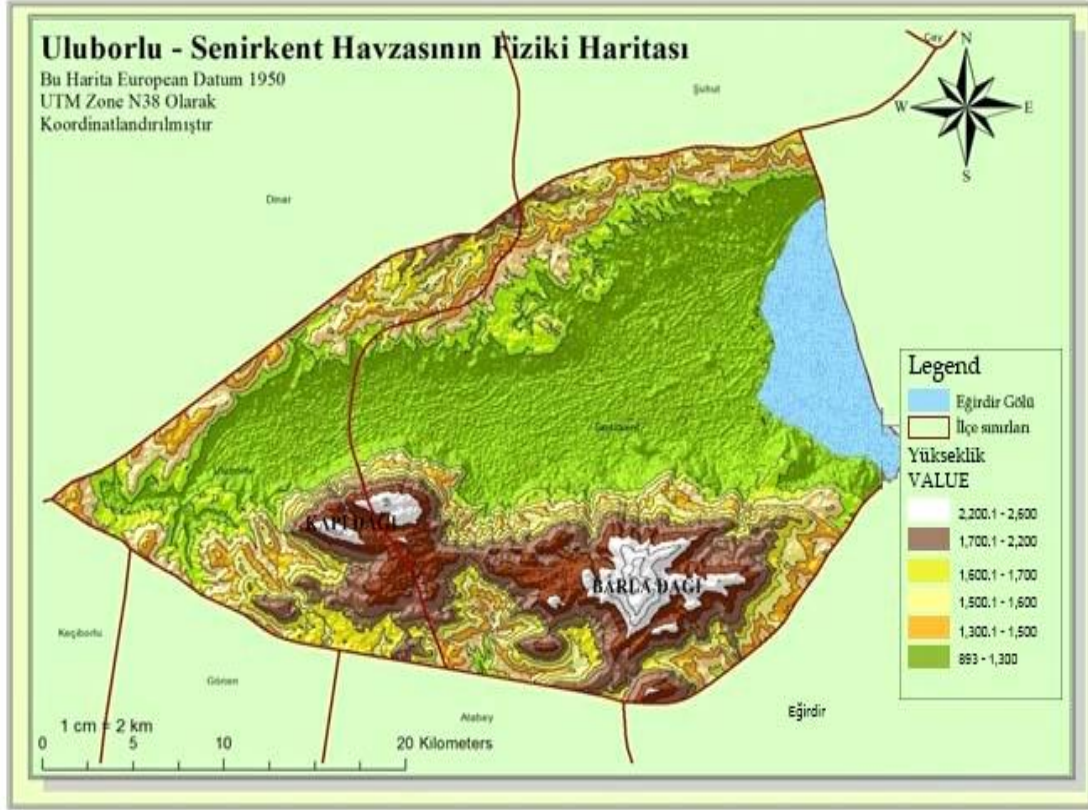 Uluborlu - Senirkent Havzasının Fiziki Haritası
Bu Harita European Datum 1950
UTM Zone N38 Olarak
Koordinatlandırılmıştır
Çay
N
W
E
S
Şuhut
Dinar
Legend
Eğirdir Gölü
İlçe sınırları
Yükseklik
VALUE
2,200.1 - 2,600
1,700.1 - 2,200
1,600.1 - 1,700
1,500.1 - 1,600
1,300.1 - 1,500
893 - 1,300
Senirkent
KAPI DAĞI
BARLA DAĞI
Keçiborlu
Gönen
Atabey
Eğirdir
1 cm = 2 km
0 5 10 20 Kilometers